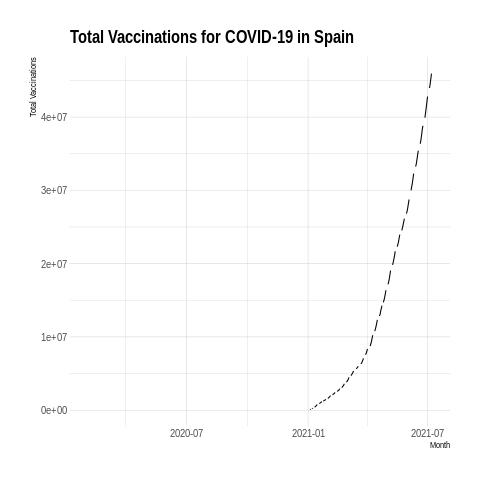 Total Vaccinations for COVID-19 in Spain
Total Vaccinations
4e+07
3e+07
2e+07
1e+07
0e+00
2020-07 2021-01 2021-07
Month